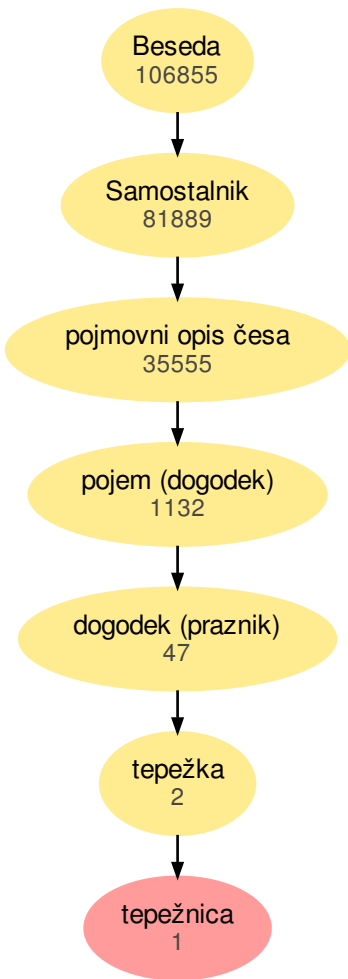 Beseda
106855
Samostalnik
81889
pojmovni opis česa
35555
pojem (dogodek)
1132
dogodek (praznik)
47
tepežka
2
tepežnica
1